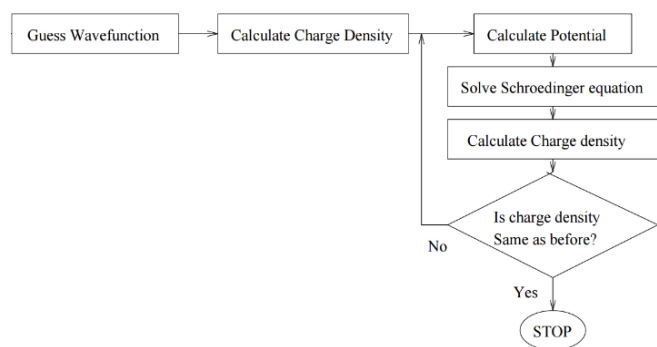 Guess Wavefunction
Calculate Charge Density
Calculate Potential
Solve Schroedinger equation
Calculate Charge density
Is charge density
Same as before?
No
Yes
STOP